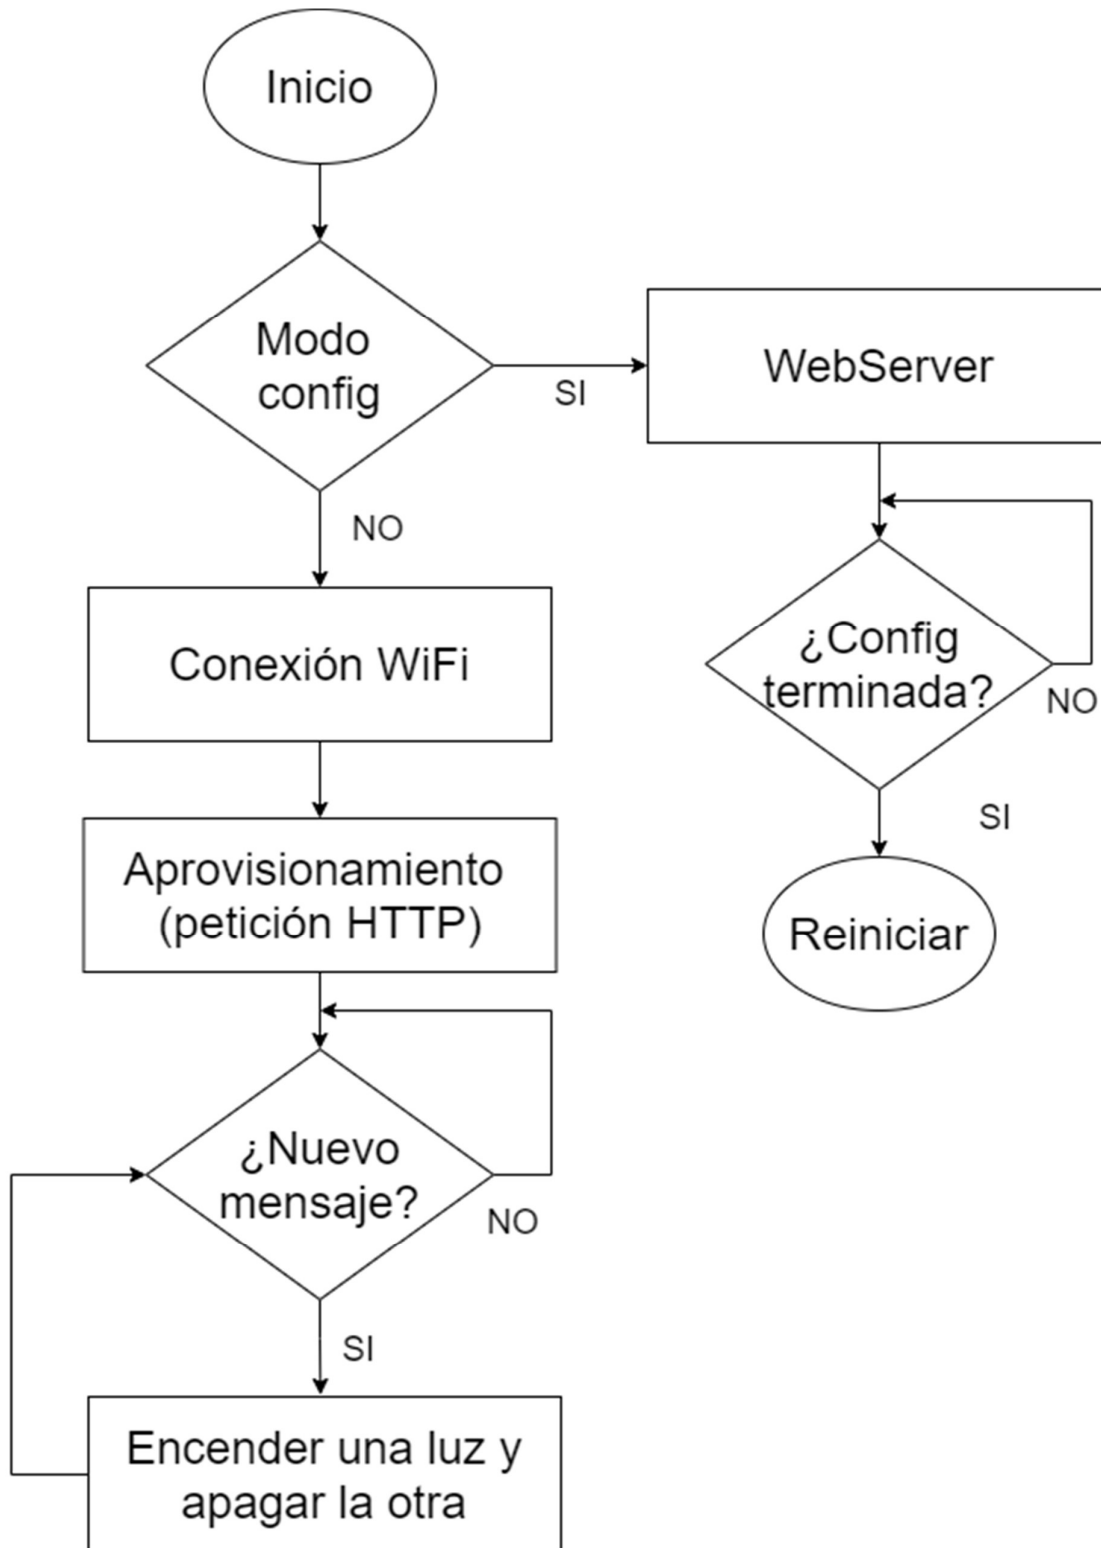 Inicio
Modo
config
SI
WebServer
NO
Conexión WiFi
¿Config
terminada?
NO
SI
Reiniciar
Aprovisionamiento
(petición HTTP)
¿Nuevo
mensaje?
NO
SI
Encender una luz y
apagar la otra